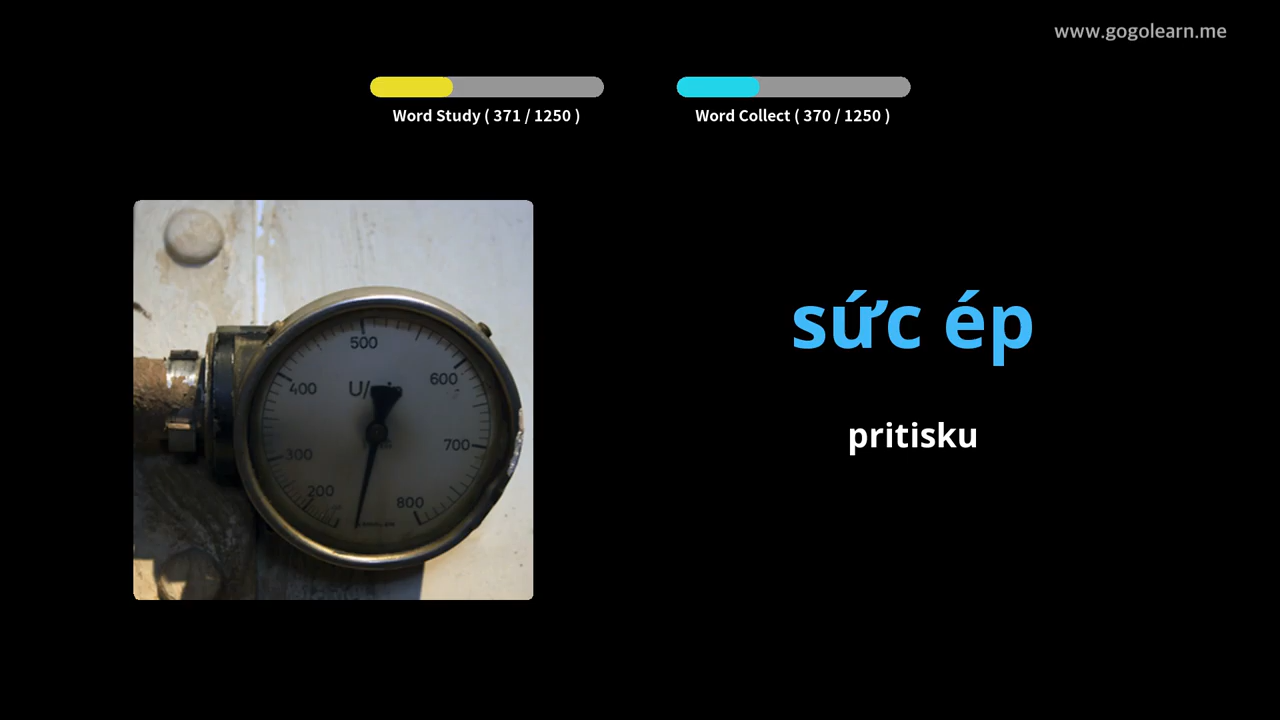 www.gogolearn.me
Word Study ( 371 / 1250 )
Word Collect ( 370 / 1250 )
sức ép
pritisku
500
400
600
U/
300
700
200
800